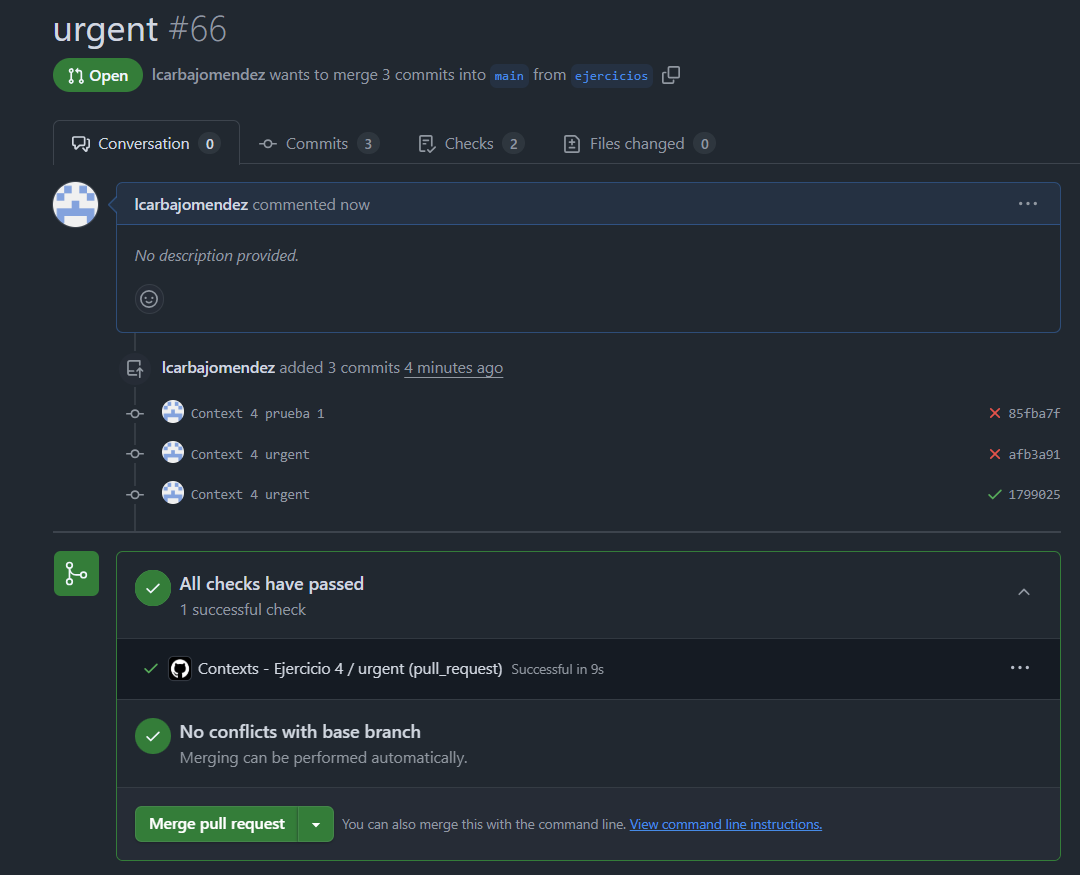 urgent #66
Open lcarbajomendez wants to merge 3 commits into main from ejercicios
Conversation 0 Commits 3 Checks 2 Files changed 0
lcarbajomendez commented now
No description provided.
lcarbajomendez added 3 commits 4 minutes ago
Context 4 prueba 1 85fba7f
Context 4 urgent afb3a91
Context 4 urgent 1799025
All checks have passed
1 successful check
Contexts - Ejercicio 4 / urgent (pull_request) Successful in 9s
No conflicts with base branch
Merging can be performed automatically.
Merge pull request You can also merge this with the command line. View command line instructions.